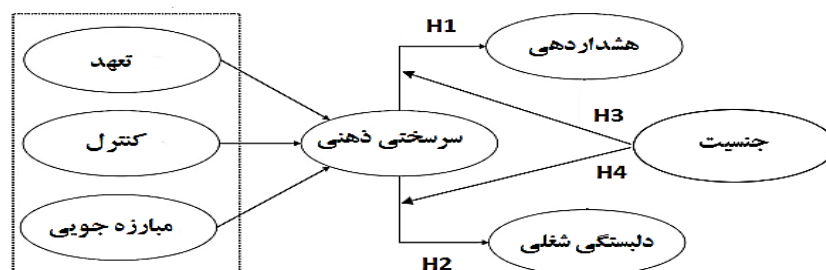 H1
هشداردهی
تعهد
H3
کنترل
سرسختی ذهنی
جنسیت
H4
مبارزه جویی
دلبستگی شغلی
H2